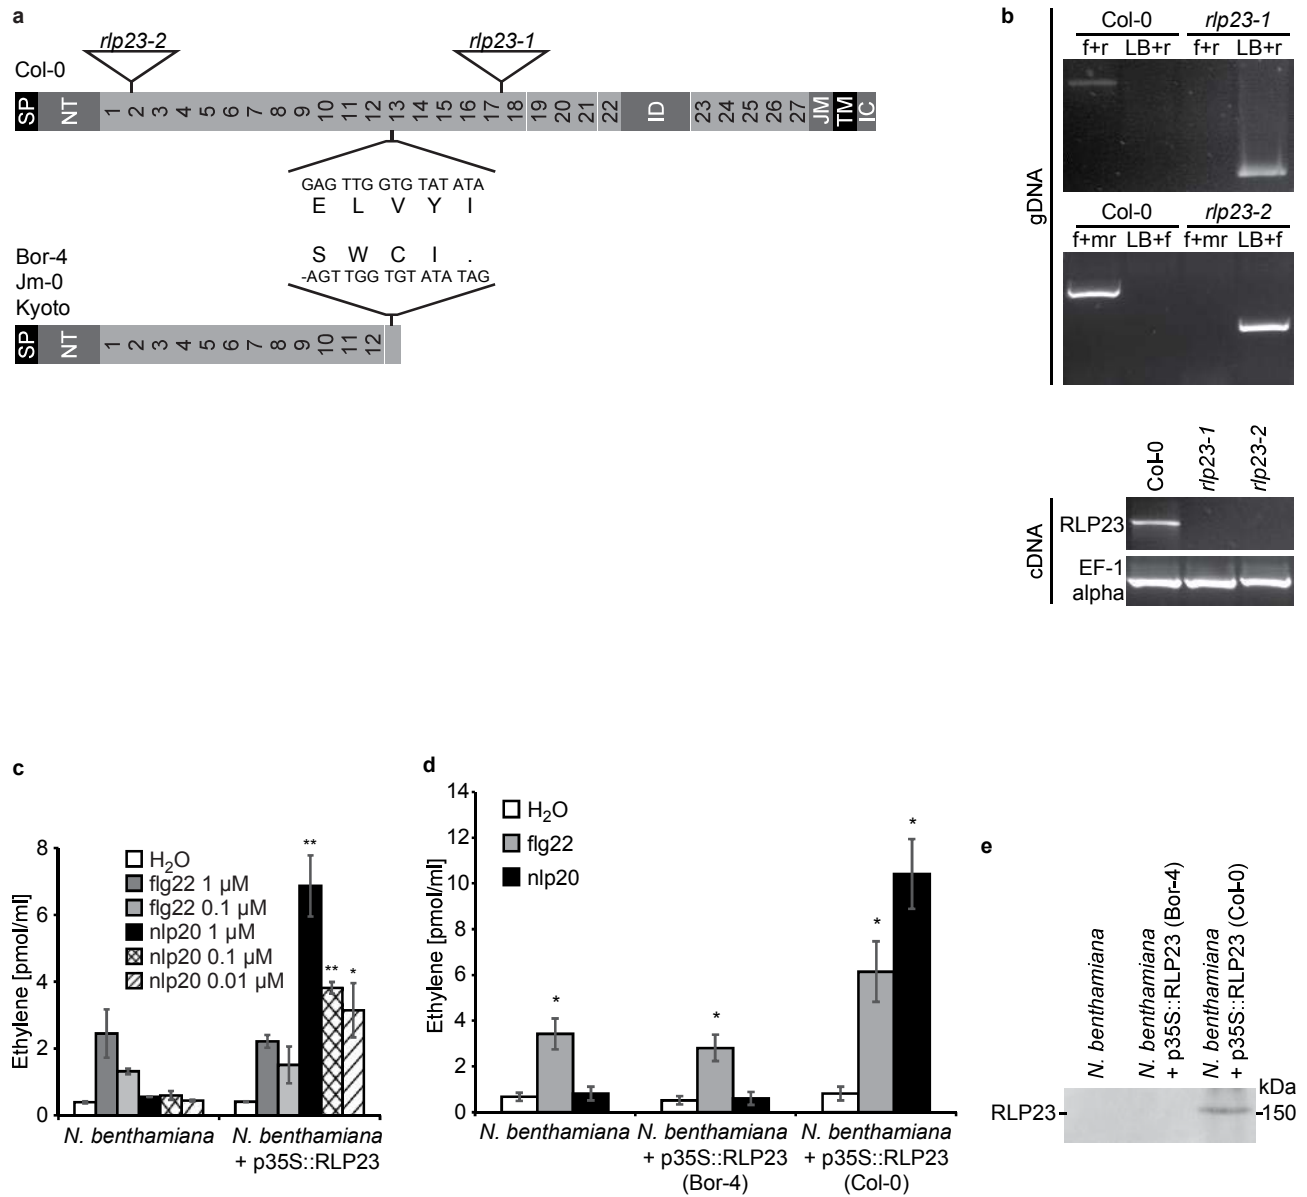 a
rlp23-2
rlp23-1
Col-0
SP NT 1 2 3 4 5 6 7 8 9 10 11 12 13 14 15 16 17 18 19 20 21 22 ID 23 24 25 26 27 JM TM IC
GAG TTG GTG TAT ATA
E L V Y I
Bor-4
Jm-0
Kyoto
S W C I .
-AGT TGG TGT ATA TAG
SP NT 1 2 3 4 5 6 7 8 9 10 11 12
b
Col-0 rlp23-1
f+r LB+r f+r LB+r
gDNA
Col-0 rlp23-2
f+mr LB+f f+mr LB+f
Col-0
rlp23-1
rlp23-2
cDNA
RLP23
EF-1
alpha
c
Ethylene [pmol/ml]
8
6
4
2
0
H2O
flg22 1 µM
flg22 0.1 µM
nlp20 1 µM
nlp20 0.1 µM
nlp20 0.01 µM
**
**
*
N. benthamiana
N. benthamiana
+ p35S::RLP23
d
Ethylene [pmol/ml]
14
12
10
8
6
4
2
0
H2O
flg22
nlp20
*
*
*
*
N. benthamiana
N. benthamiana
+ p35S::RLP23
(Bor-4)
N. benthamiana
+ p35S::RLP23
(Col-0)
e
N. benthamiana
N. benthamiana
+ p35S::RLP23 (Bor-4)
N. benthamiana
+ p35S::RLP23 (Col-0)
kDa
RLP23-
-150